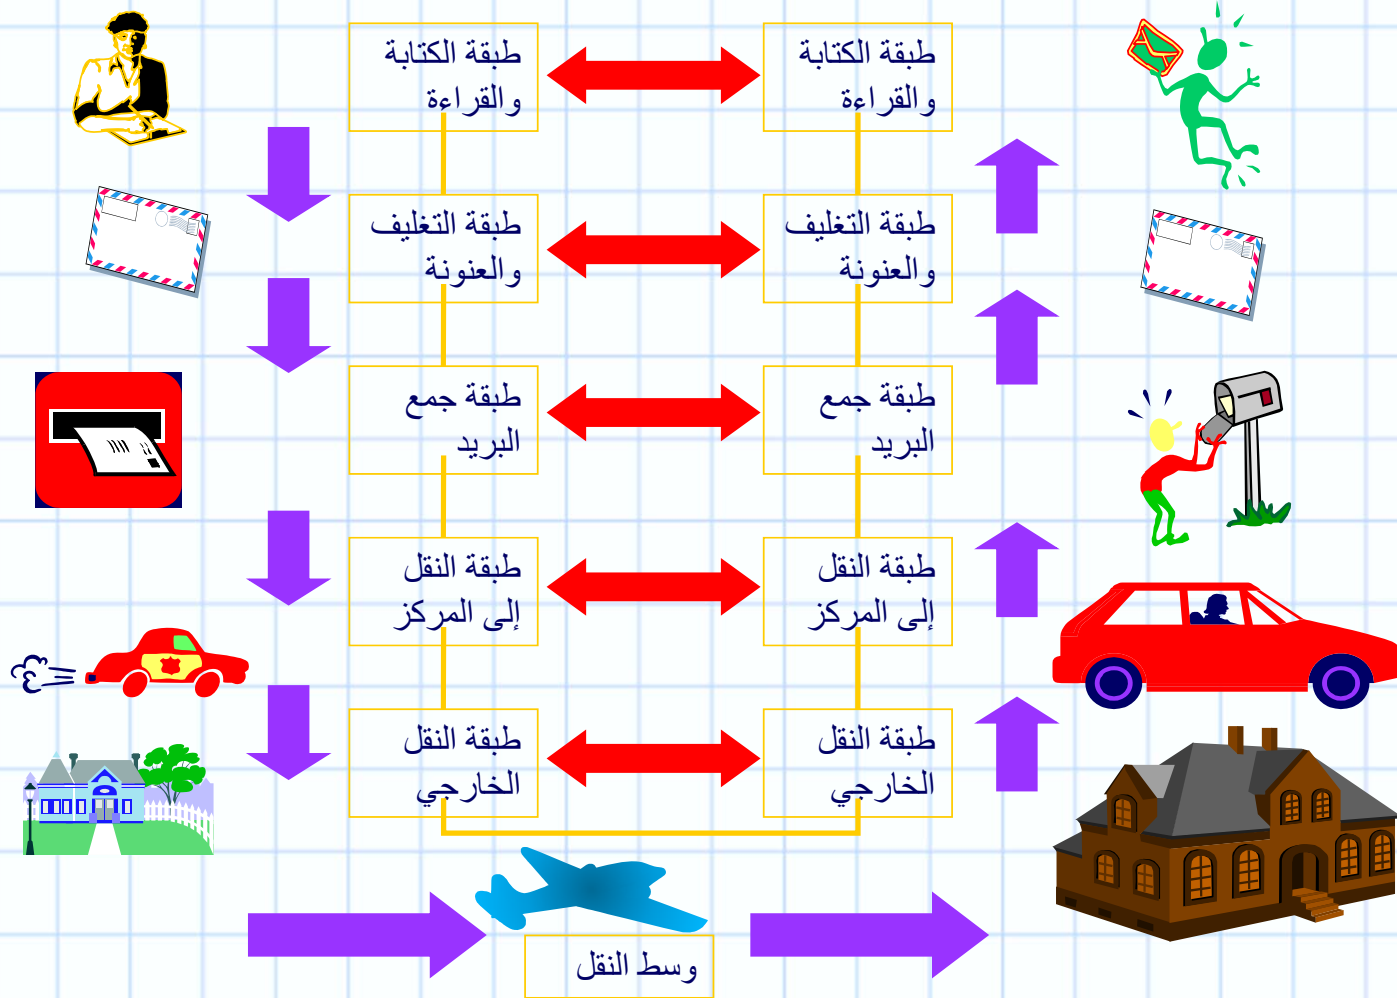 طبقة الكتابة
والقراءة
طبقة الكتابة
والقراءة
طبقة التغليف
والعنونة
طبقة التغليف
والعنونة
طبقة جمع
البريد
طبقة جمع
البريد
طبقة النقل
إلى المركز
طبقة النقل
إلى المركز
طبقة النقل
الخارجي
طبقة النقل
الخارجي
وسط النقل